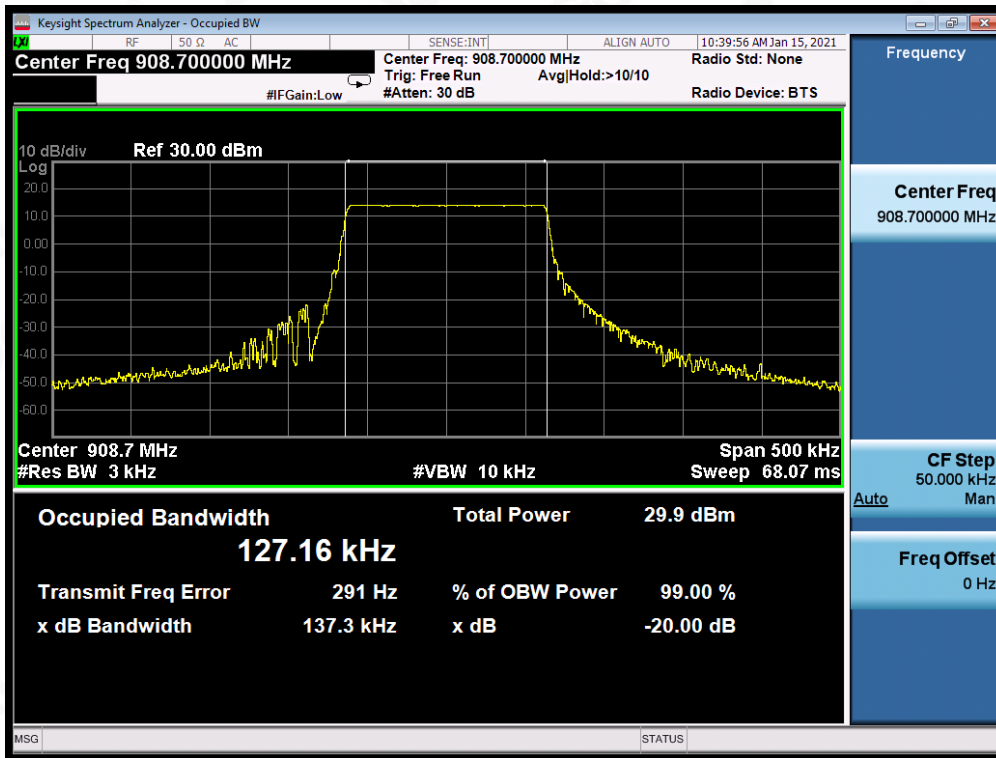 Keysight Spectrum Analyzer - Occupied BW
LXI RF 50 Ω AC SENSE:INT ALIGN AUTO 10:39:56 AM Jan 15, 2021
Center Freq 908.700000 MHz
Center Freq: 908.700000 MHz Radio Std: None
Trig: Free Run Avg|Hold:>10/10
#IFGain:Low #Atten: 30 dB Radio Device: BTS
10 dB/div Ref 30.00 dBm
Log
20.0
10.0
0.00
-10.0
-20.0
-30.0
-40.0
-50.0
-60.0
Center 908.7 MHz Span 500 kHz
#Res BW 3 kHz #VBW 10 kHz Sweep 68.07 ms
Occupied Bandwidth Total Power 29.9 dBm
127.16 kHz
Transmit Freq Error 291 Hz % of OBW Power 99.00 %
x dB Bandwidth 137.3 kHz x dB -20.00 dB
MSG STATUS
Frequency
Center Freq
908.700000 MHz
CF Step
50.000 kHz
Auto Man
Freq Offset
0 Hz